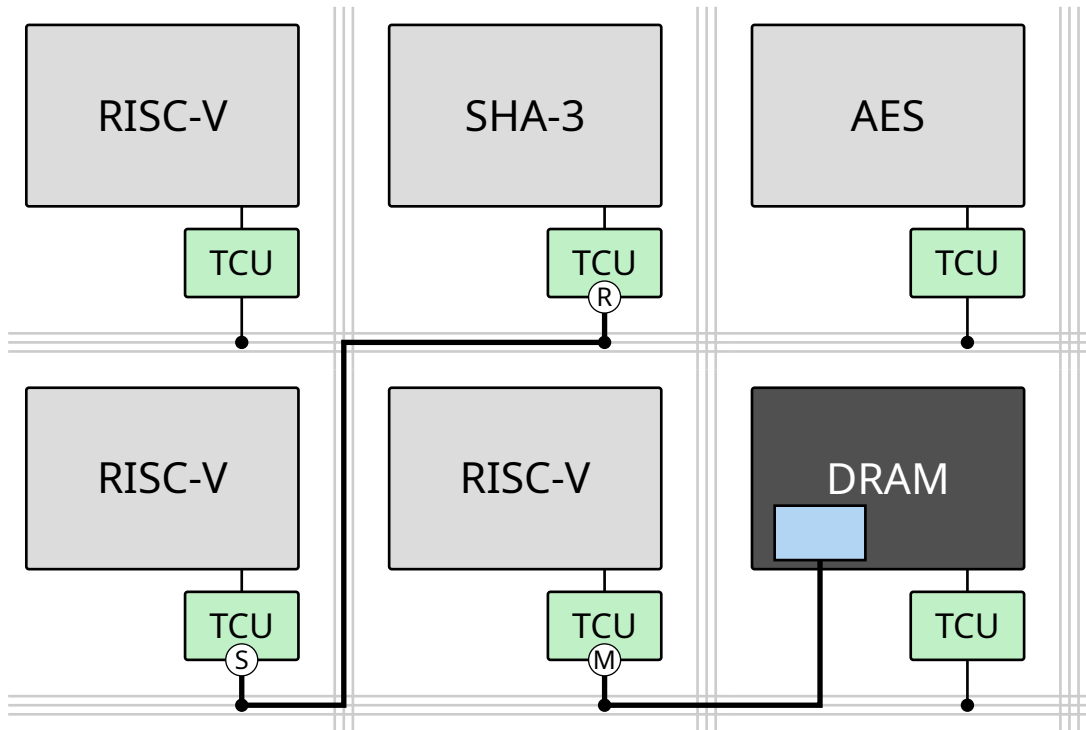 RISC-V
SHA-3
AES
TCU
TCU
TCU
R
RISC-V
RISC-V
DRAM
TCU
TCU
TCU
S
M